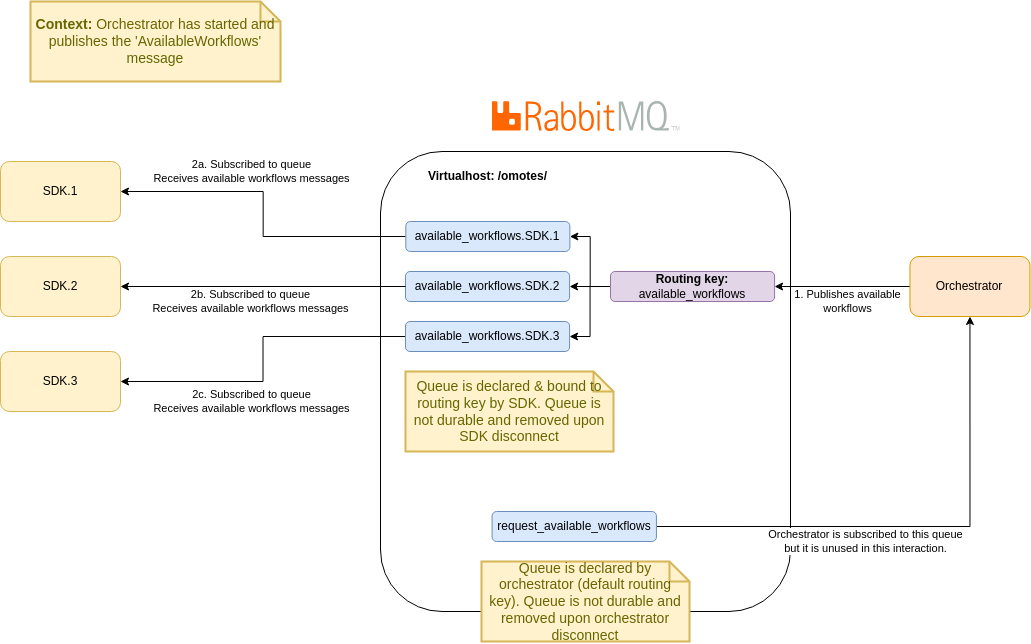 Context: Orchestrator has started and
publishes the 'AvailableWorkflows'
message
RabbitMQ™
Virtualhost: /omotes/
2a. Subscribed to queue
Receives available workflows messages
SDK.1
available_workflows.SDK.1
SDK.2
2b. Subscribed to queue
Receives available workflows messages
available_workflows.SDK.2
Routing key:
available_workflows
1. Publishes available
workflows
Orchestrator
available_workflows.SDK.3
SDK.3
2c. Subscribed to queue
Receives available workflows messages
Queue is declared & bound to
routing key by SDK. Queue is
not durable and removed upon
SDK disconnect
request_available_workflows
Orchestrator is subscribed to this queue
but it is unused in this interaction.
Queue is declared by
orchestrator (default routing
key). Queue is not durable and
removed upon orchestrator
disconnect